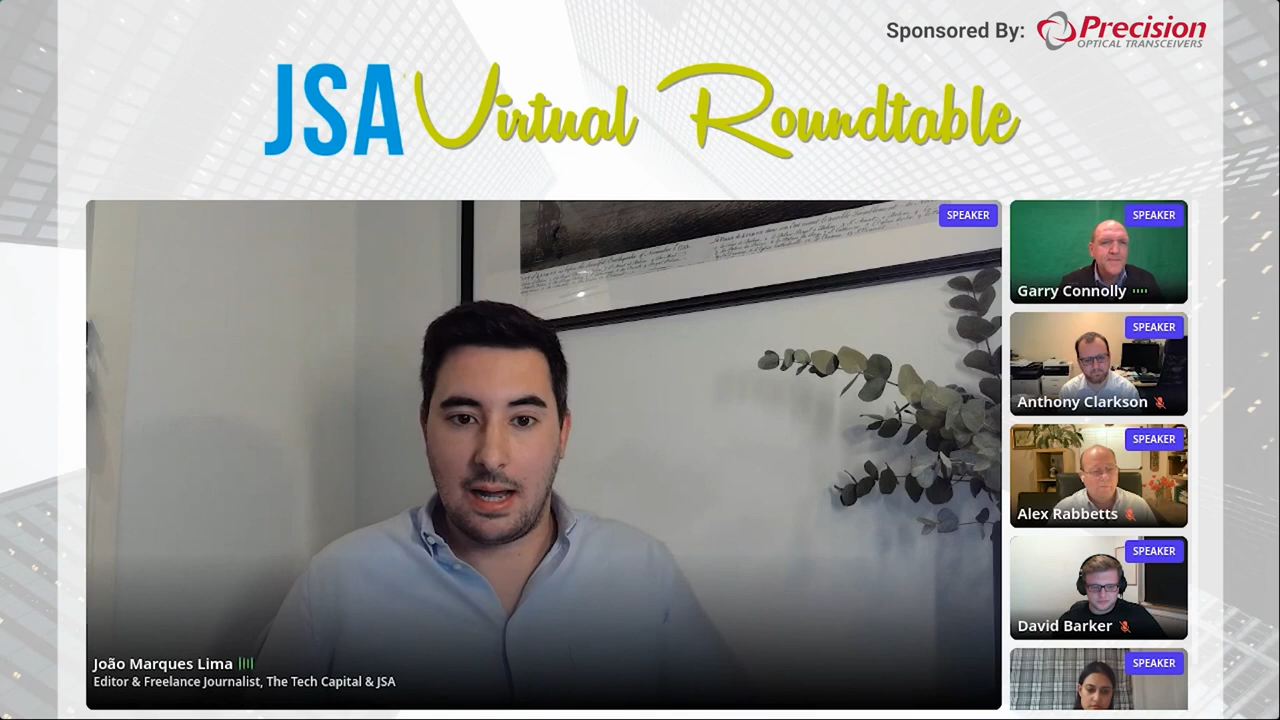 Sponsored By: Precision
OPTICAL TRANSCEIVERS
JSA Virtual Roundtable
SPEAKER
João Marques Lima
Editor & Freelance Journalist, The Tech Capital & JSA
SPEAKER
Garry Connolly
SPEAKER
Anthony Clarkson
SPEAKER
Alex Rabbetts
SPEAKER
David Barker
SPEAKER